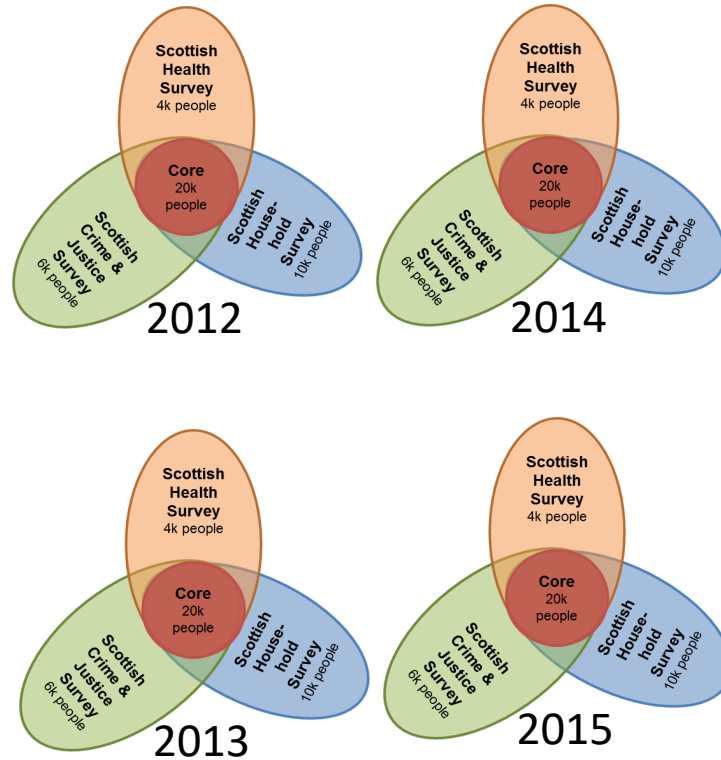 Scottish
Health
Survey
4k people
Core
20k
people
Scottish
Crime &
Justice
Survey
6k people
Scottish
House-
hold
Survey
10k people
2012
Scottish
Health
Survey
4k people
Core
20k
people
Scottish
Crime &
Justice
Survey
6k people
Scottish
House-
hold
Survey
10k people
2014
Scottish
Health
Survey
4k people
Core
20k
people
Scottish
Crime &
Justice
Survey
6k people
Scottish
House-
hold
Survey
10k people
2013
Scottish
Health
Survey
4k people
Core
20k
people
Scottish
Crime &
Justice
Survey
6k people
Scottish
House-
hold
Survey
10k people
2015